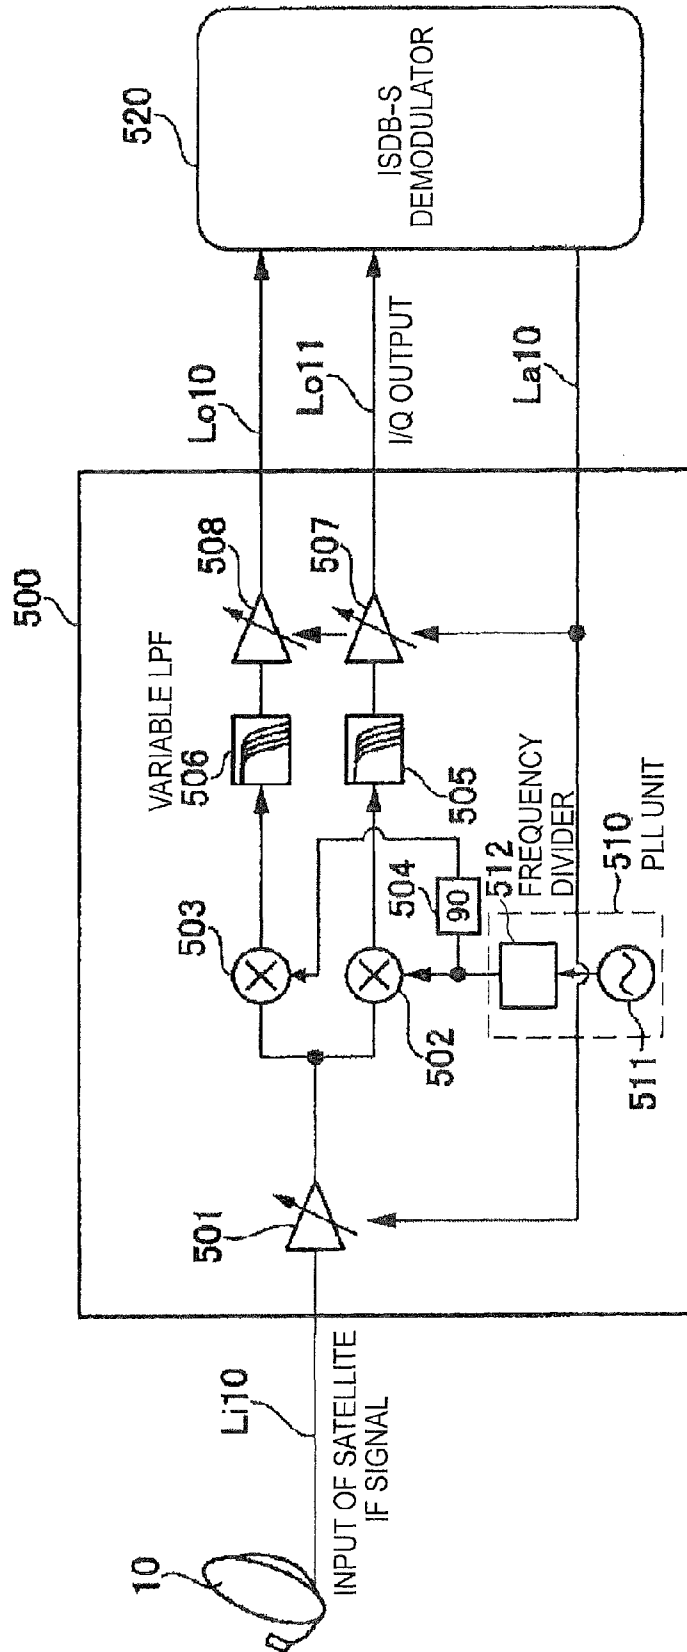 10
Li10
INPUT OF SATELLITE
IF SIGNAL
500
501
503
502
504
90
VARIABLE LPF
506
505
508
507
512
FREQUENCY
DIVIDER
510
PLL UNIT
511
Lo10
Lo11
I/Q OUTPUT
La10
520
ISDB-S
DEMODULATOR